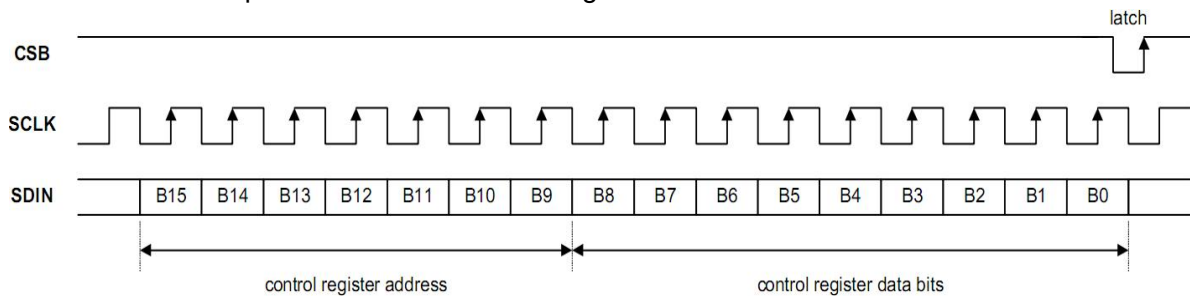 latch
CSB
SCLK
SDIN B15 B14 B13 B12 B11 B10 B9 B8 B7 B6 B5 B4 B3 B2 B1 B0
control register address control register data bits